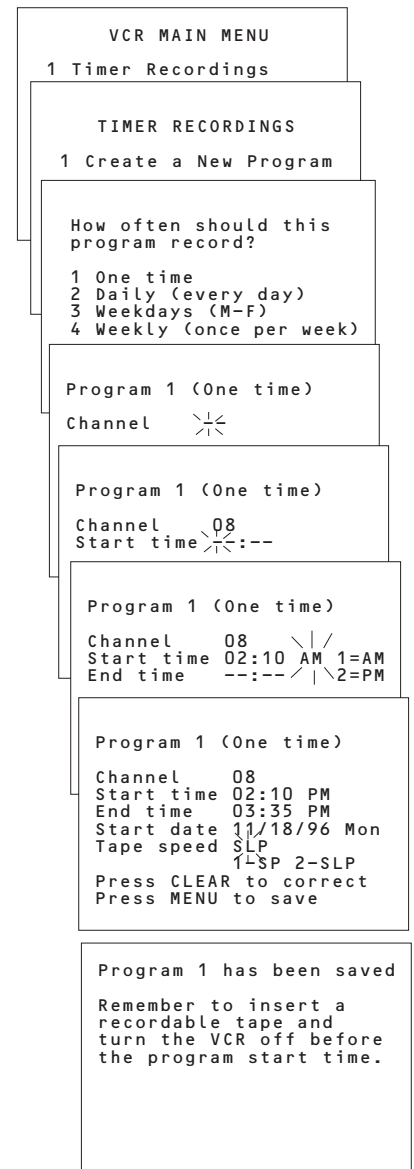 VCR MAIN MENU
1 Timer Recordings
TIMER RECORDINGS
1 Create a New Program
How often should this
program record?
1 One time
2 Daily (every day)
3 Weekdays (M-F)
4 Weekly (once per week)
Program 1 (One time)
Channel --
Program 1 (One time)
Channel 08
Start time --:--
Program 1 (One time)
Channel 08
Start time 02:10 AM 1=AM
End time --:-- 2=PM
Program 1 (One time)
Channel 08
Start time 02:10 PM
End time 03:35 PM
Start date 11/18/96 Mon
Tape speed SLP
1-SP 2-SLP
Press CLEAR to correct
Press MENU to save
Program 1 has been saved
Remember to insert a
recordable tape and
turn the VCR off before
the program start time.